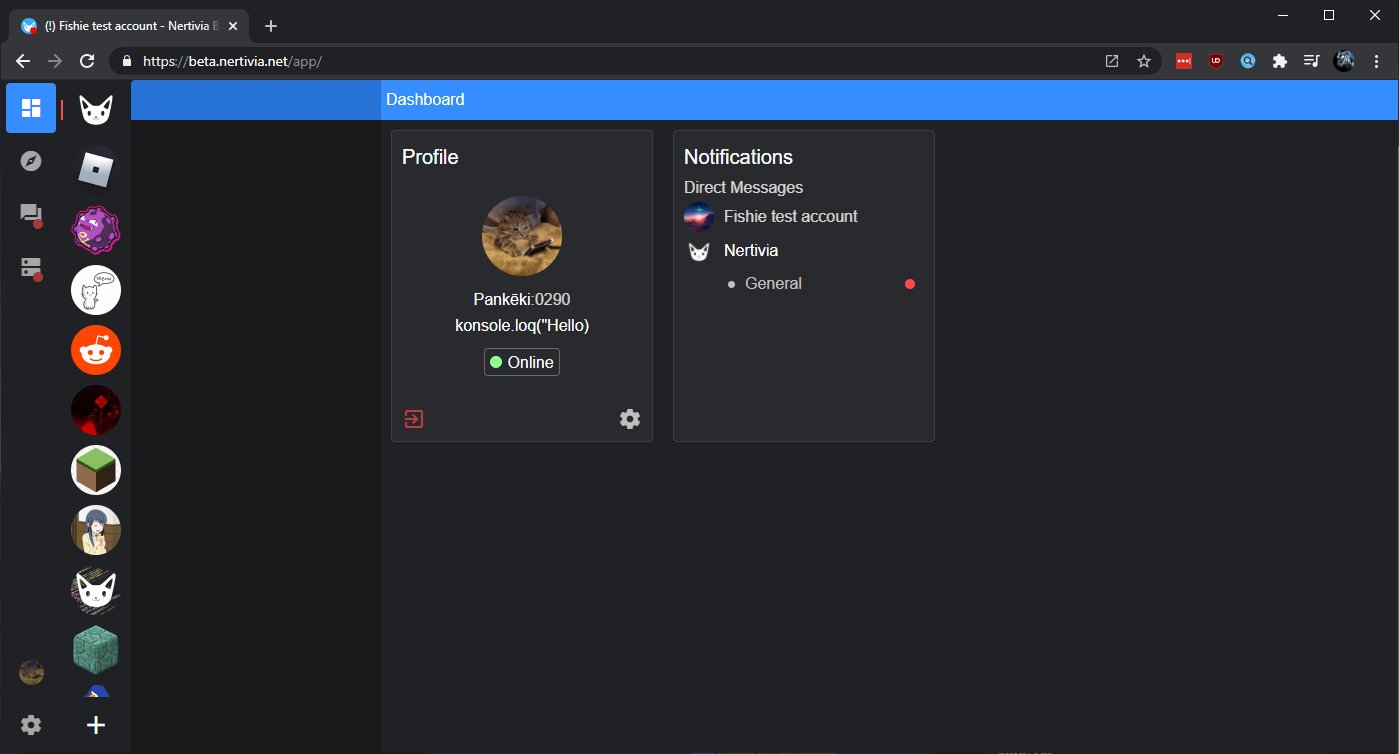 (!) Fishie test account - Nertivia B
https://beta.nertivia.net/app/
Dashboard
Profile
Pankēki:0290
konsole.loq("Hello)
Online
Notifications
Direct Messages
Fishie test account
Nertivia
General